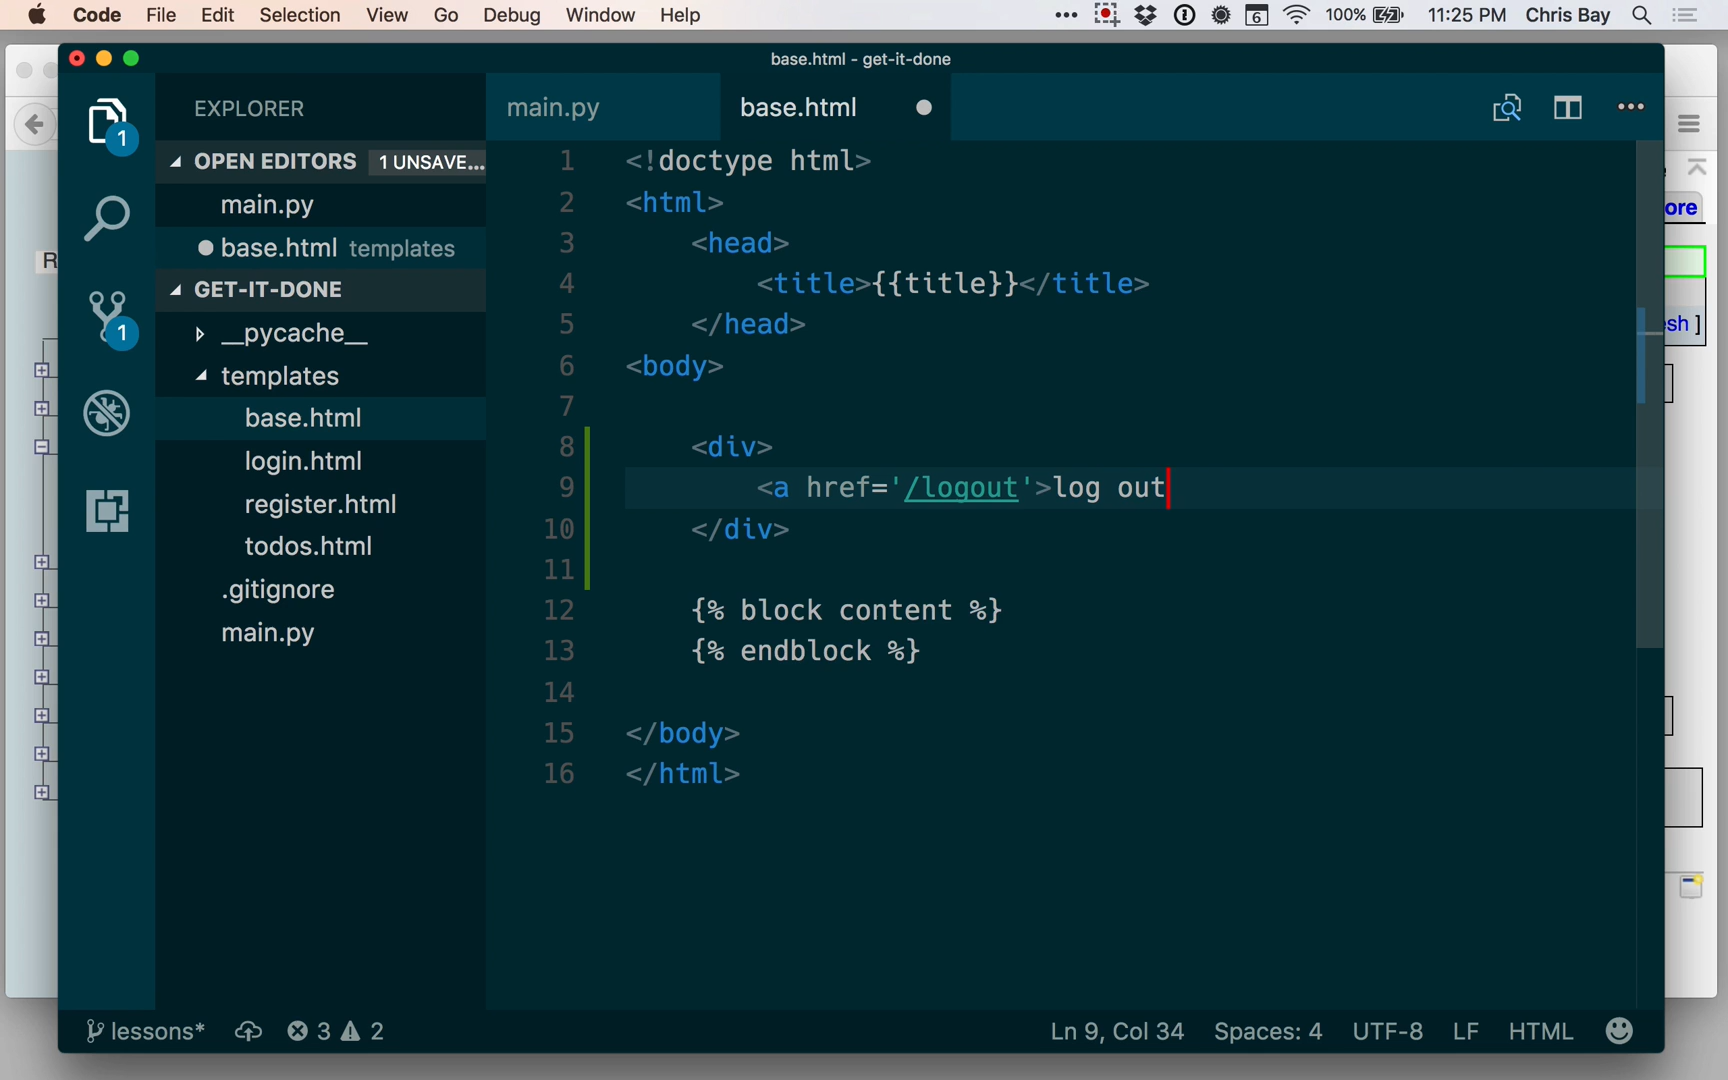 Code File Edit Selection View Go Debug Window Help 6 100% 11:25 PM Chris Bay
base.html - get-it-done
EXPLORER
main.py base.html
OPEN EDITORS 1 UNSAVE...
main.py
base.html templates
GET-IT-DONE
__pycache__
templates
base.html
login.html
register.html
todos.html
.gitignore
main.py
1
1
1 <!doctype html>
2 <html>
3 <head>
4 <title>{{title}}</title>
5 </head>
6 <body>
7
8 <div>
9 <a href='/logout'>log out
10 </div>
11
12 {% block content %}
13 {% endblock %}
14
15 </body>
16 </html>
R
ore
esh ]
lessons* 3 2 Ln 9, Col 34 Spaces: 4 UTF-8 LF HTML